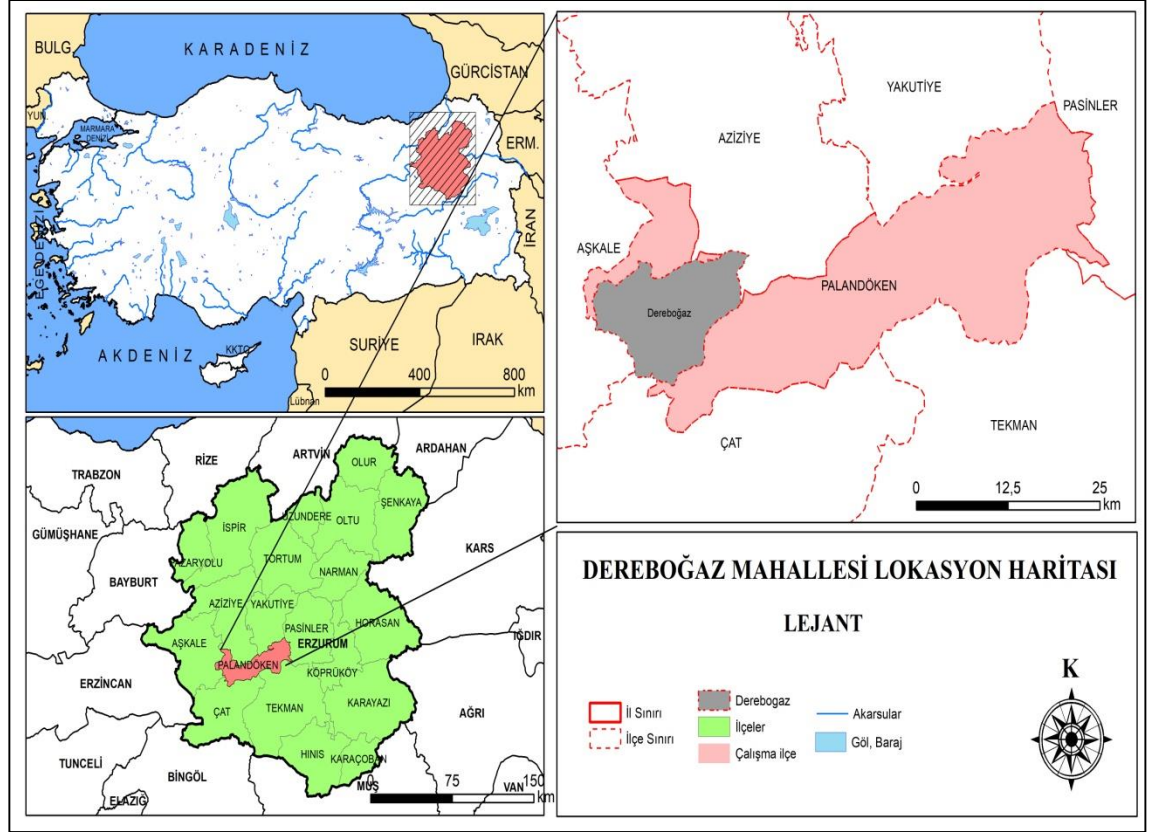 BULG.
KARADENİZ
GÜRCİSTAN
YUN.
MARMARA
DENİZİ
ERM.
EGE DENİZİ
İRAN
AKDENİZ
KKTC
SURİYE
IRAK
Lübnan
0 400 800
km
YAKUTİYE
PASİNLER
AZİZİYE
AŞKALE
PALANDÖKEN
Dereboğaz
TEKMAN
ÇAT
0 12,5 25
km
ARDAHAN
RİZE
ARTVİN
TRABZON
OLUR
ŞENKAYA
UZUNDERE
OLTU
İSPİR
GÜMÜŞHANE
KARS
TORTUM
PAZARYOLU
NARMAN
BAYBURT
AZİZİYE
YAKUTİYE
PASİNLER
HORASAN
IĞDIR
AŞKALE
ERZURUM
PALANDÖKEN
KÖPRÜKÖY
ERZİNCAN
ÇAT
TEKMAN
KARAYAZI
AĞRI
HINIS
KARAÇOBAN
TUNCELİ
BİNGÖL
MUŞ
VAN
ELAZIĞ
0 75 150
km
DEREBOĞAZ MAHALLESİ LOKASYON HARİTASI
LEJANT
K
İl Sınırı
İlçe Sınırı
Derebogaz
İlçeler
Çalışma ilçe
Akarsular
Göl, Baraj